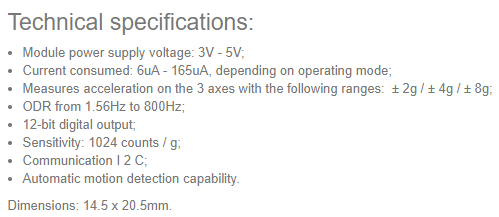 Technical specifications:
• Module power supply voltage: 3V - 5V;
• Current consumed: 6uA - 165uA, depending on operating mode;
• Measures acceleration on the 3 axes with the following ranges:  ± 2g / ± 4g / ± 8g;
• ODR from 1.56Hz to 800Hz;
• 12-bit digital output;
• Sensitivity: 1024 counts / g;
• Communication I 2 C;
• Automatic motion detection capability.
Dimensions: 14.5 x 20.5mm.